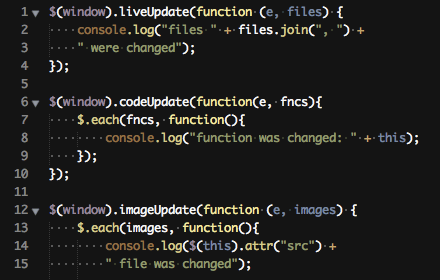 1 $(window).liveUpdate(function (e, files) {
2     console.log("files " + files.join(", ") +
3     " were changed");
4 });
5
6 $(window).codeUpdate(function(e, fncs){
7     $.each(fncs, function(){
8         console.log("function was changed: " + this);
9     });
10 });
11
12 $(window).imageUpdate(function (e, images) {
13     $.each(images, function(){
14         console.log($(this).attr("src") +
15         " file was changed");